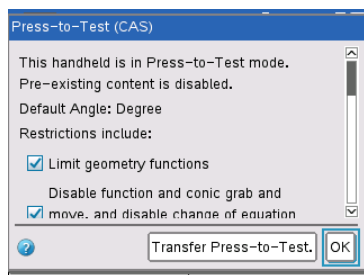 Press-to-Test (CAS)
This handheld is in Press-to-Test mode.
Pre-existing content is disabled.
Default Angle: Degree
Restrictions include:
Limit geometry functions
Disable function and conic grab and
move, and disable change of equation
?
Transfer Press-to-Test.
OK